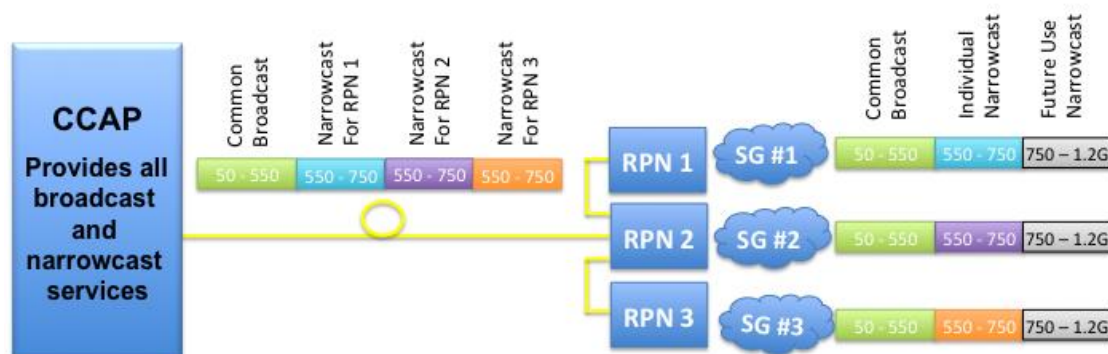 CCAP
Provides all
broadcast
and
narrowcast
services
Common
Broadcast
Narrowcast
For RPN 1
Narrowcast
For RPN 2
Narrowcast
For RPN 3
50 - 550
550 - 750
550 - 750
550 - 750
RPN 1
RPN 2
RPN 3
SG #1
SG #2
SG #3
Common
Broadcast
Individual
Narrowcast
Future Use
Narrowcast
50 - 550
550 - 750
750 – 1.2G
50 - 550
550 - 750
750 – 1.2G
50 - 550
550 - 750
750 – 1.2G